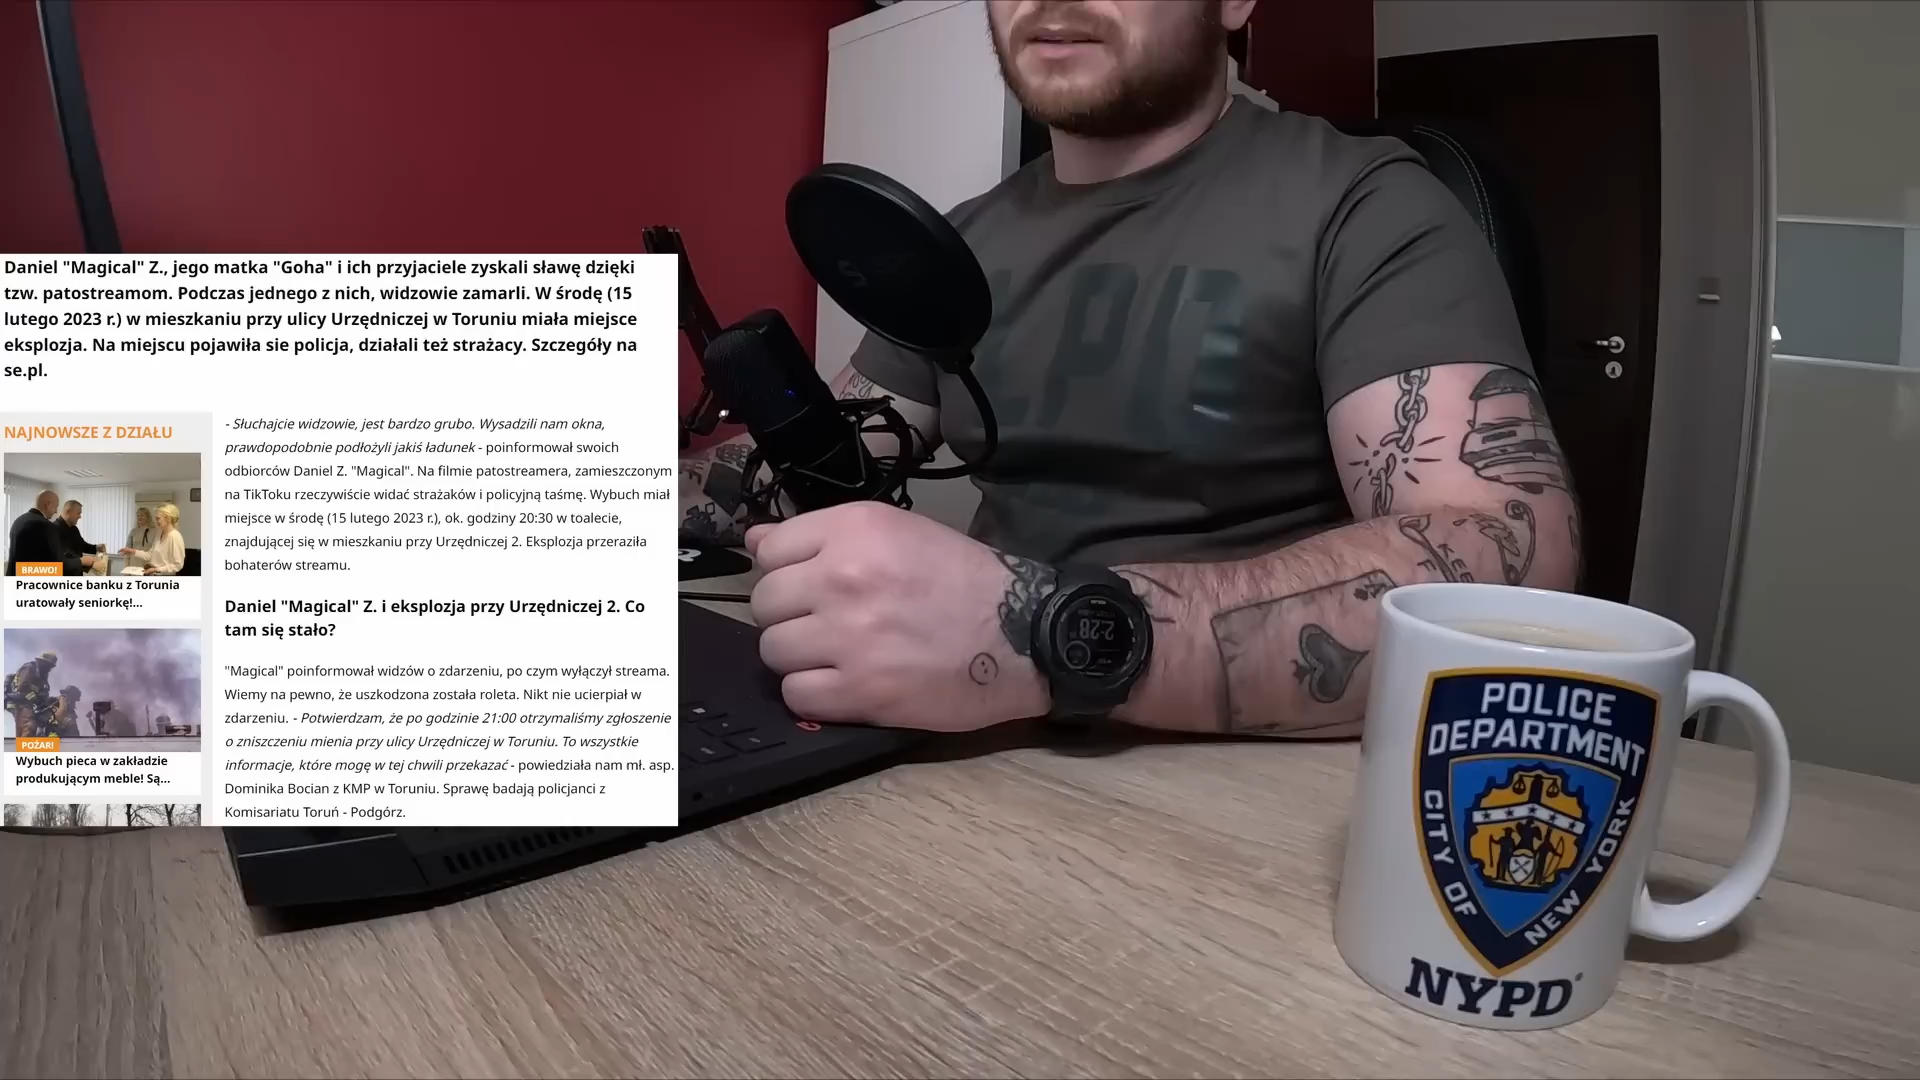 Daniel "Magical" Z., jego matka "Goha" i ich przyjaciele zyskali sławę dzięki
tzw. patostreamom. Podczas jednego z nich, widzowie zamarli. W środę (15
lutego 2023 r.) w mieszkaniu przy ulicy Urzędniczej w Toruniu miała miejsce
eksplozja. Na miejscu pojawiła sie policja, działali też strażacy. Szczegóły na
se.pl.
NAJNOWSZE Z DZIAŁU
BRAWO!
Pracownice banku z Torunia
uratowały seniorkę!...
POŻAR!
Wybuch pieca w zakładzie
produkującym meble! Są...
- Słuchajcie widzowie, jest bardzo grubo. Wysadzili nam okna,
prawdopodobnie podłożyli jakiś ładunek - poinformował swoich
odbiorców Daniel Z. "Magical". Na filmie patostreamera, zamieszczonym
na TikToku rzeczywiście widać strażaków i policyjną taśmę. Wybuch miał
miejsce w środę (15 lutego 2023 r.), ok. godziny 20:30 w toalecie,
znajdującej się w mieszkaniu przy Urzędniczej 2. Eksplozja przeraziła
bohaterów streamu.
Daniel "Magical" Z. i eksplozja przy Urzędniczej 2. Co
tam się stało?
"Magical" poinformował widzów o zdarzeniu, po czym wyłączył streama.
Wiemy na pewno, że uszkodzona została roleta. Nikt nie ucierpiał w
zdarzeniu. - Potwierdzam, że po godzinie 21:00 otrzymaliśmy zgłoszenie
o zniszczeniu mienia przy ulicy Urzędniczej w Toruniu. To wszystkie
informacje, które mogę w tej chwili przekazać - powiedziała nam mł. asp.
Dominika Bocian z KMP w Toruniu. Sprawę badają policjanci z
Komisariatu Toruń - Podgórz.
2:28
POLICE
DEPARTMENT
CITY OF
NEW YORK
NYPD